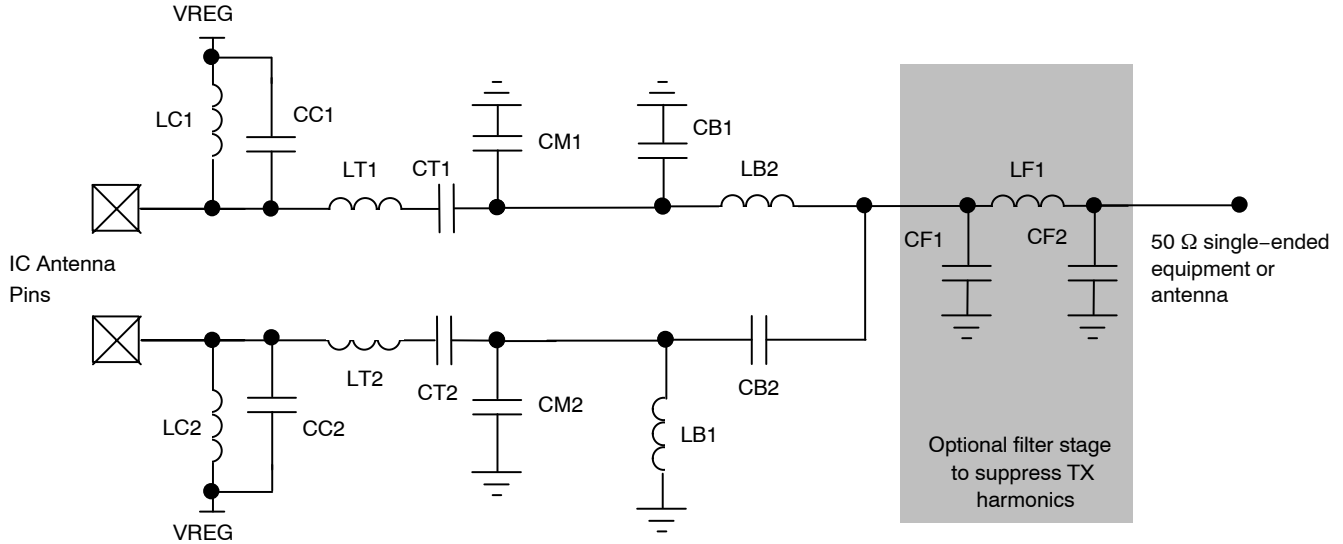 VREG
LC1
CC1
LT1
CT1
CM1
CB1
LB2
LF1
CF1
CF2
50 Ω single−ended
equipment or
antenna
IC Antenna
Pins
LT2
CT2
CB2
LC2
CC2
CM2
LB1
VREG
Optional filter stage
to suppress TX
harmonics